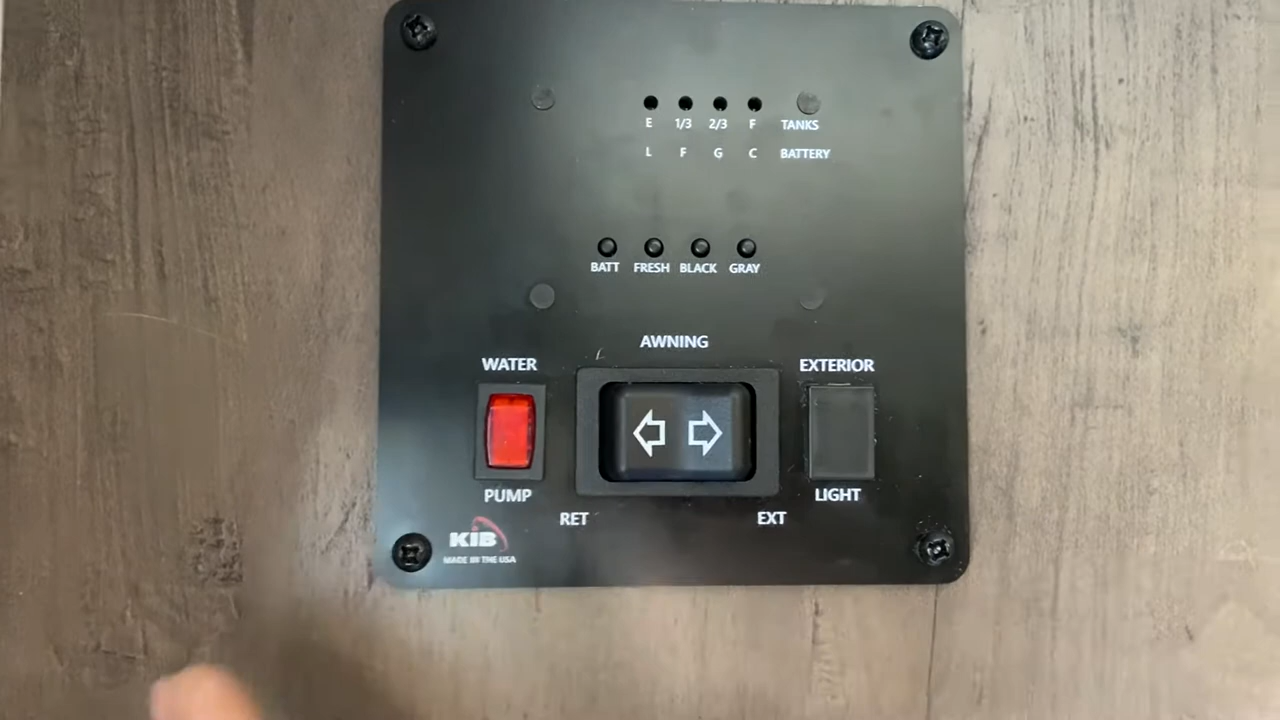 E 1/3 2/3 F TANKS
L F G C BATTERY
BATT FRESH BLACK GRAY
AWNING
WATER EXTERIOR
PUMP LIGHT
RET EXT
KIB
MADE IN THE USA